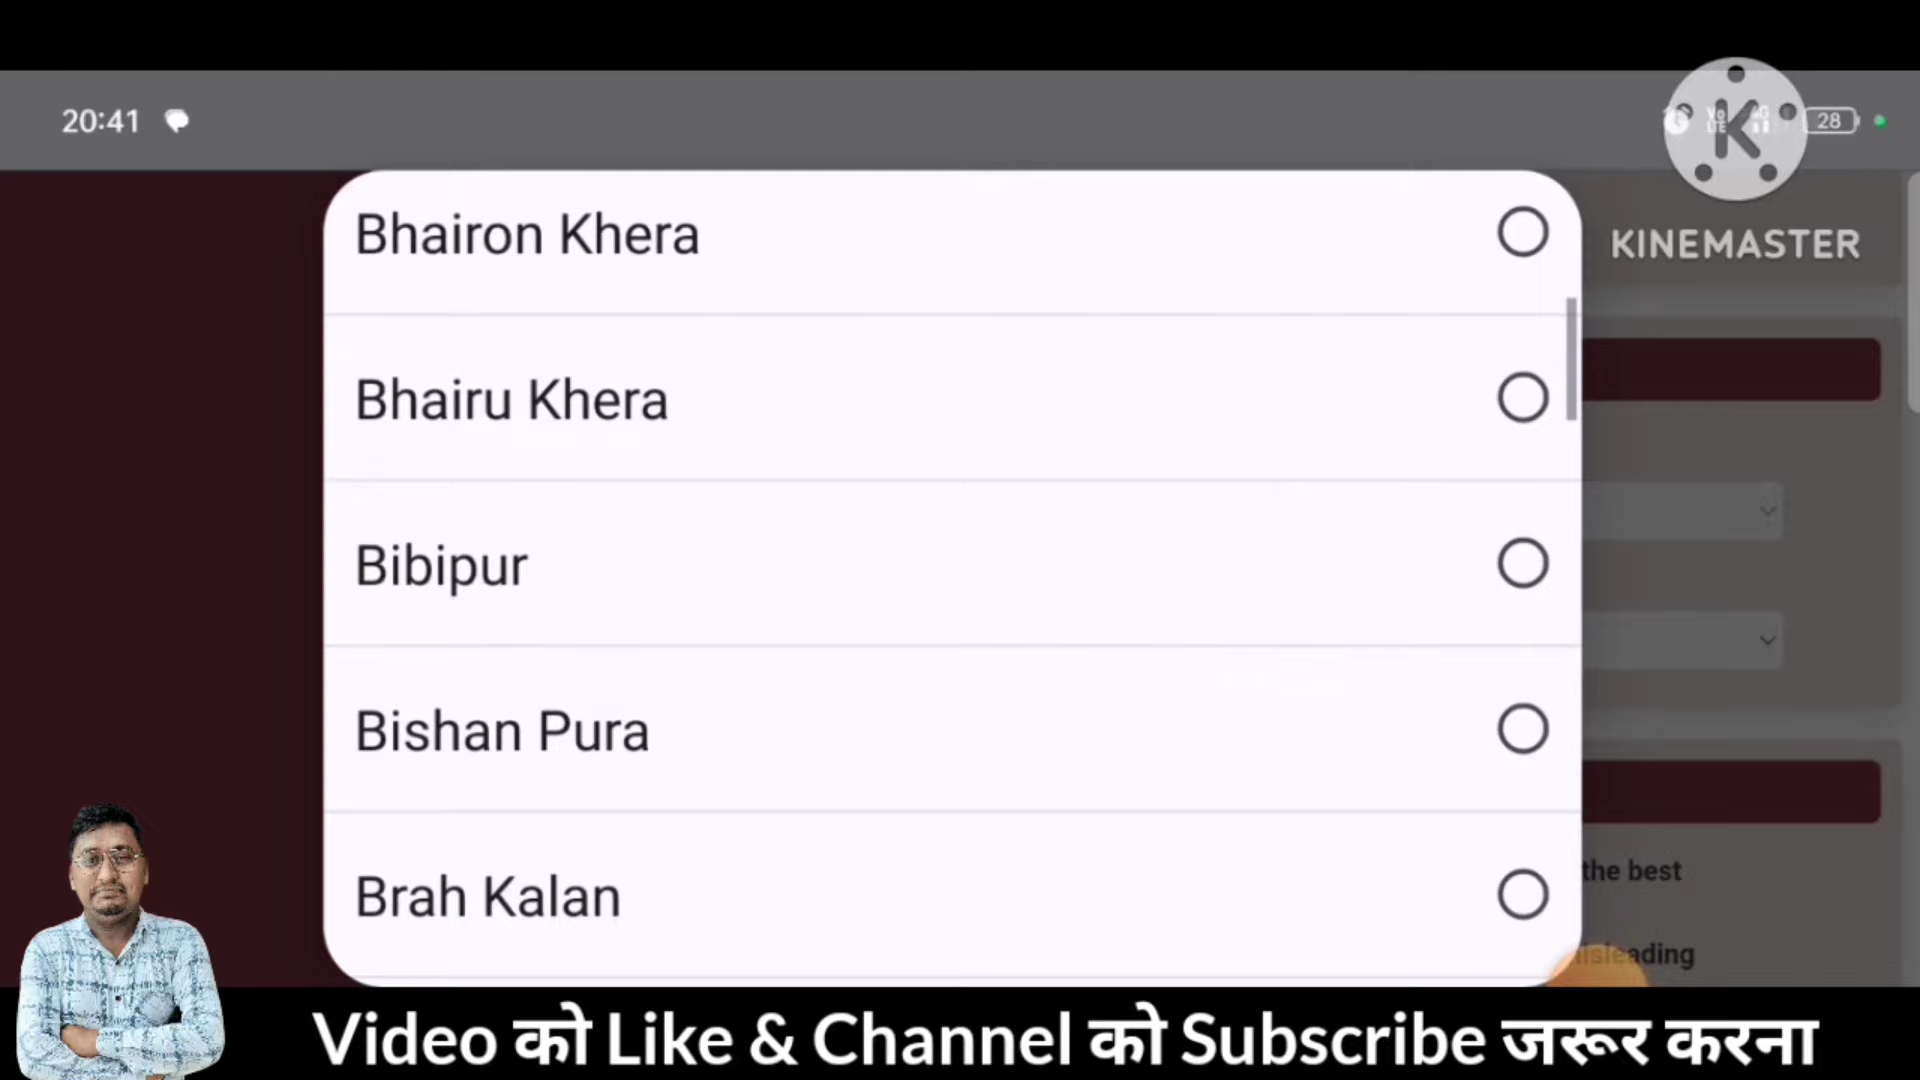 20:41
28
KINEMASTER
Bhairon Khera
Bhairu Khera
Bibipur
Bishan Pura
Brah Kalan
the best
isleading
Video को Like & Channel को Subscribe जरूर करना